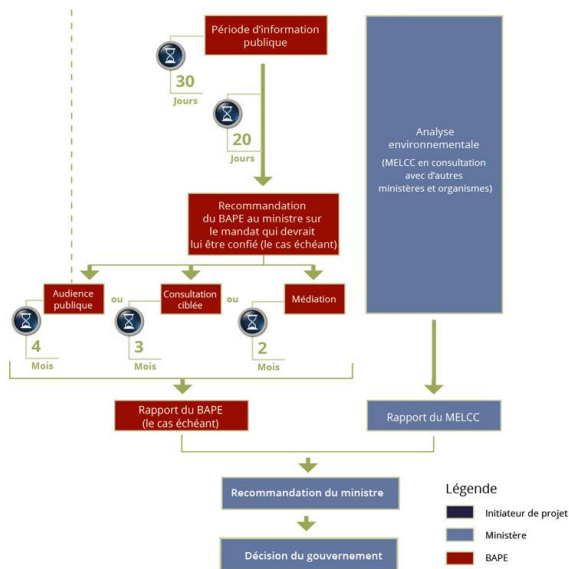 Période d'information
publique
30
Jours
20
Jours
Analyse
environnementale
(MELCC en consultation
avec d'autres
ministères et organismes)
Recommandation
du BAPE au ministre sur
le mandat qui devrait
lui être confié (le cas échéant)
Audience
publique
ou
Consultation
ciblée
ou
Médiation
4
Mois
3
Mois
2
Mois
Rapport du BAPE
(le cas échéant)
Rapport du MELCC
Recommandation du ministre
Décision du gouvernement
Légende
Initiateur de projet
Ministère
BAPE